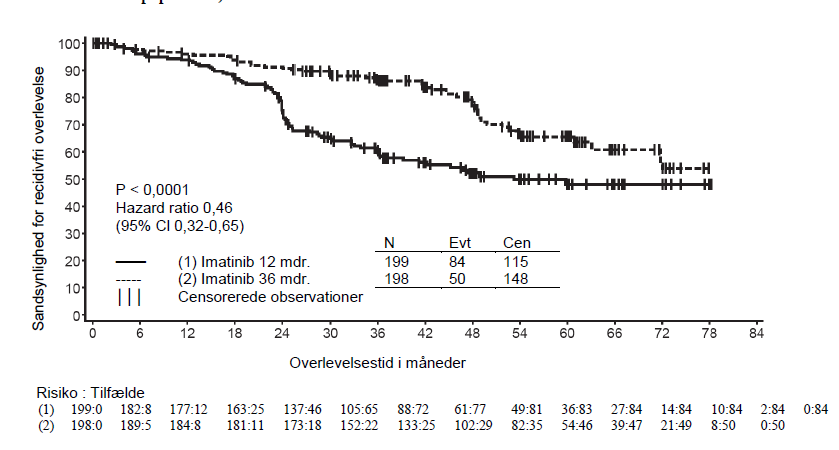 Sandsynlighed for recidivfri overlevelse
100
90
80
70
60
50
40
30
20
10
0
P < 0,0001
Hazard ratio 0,46
(95% CI 0,32-0,65)
N Evt Cen
(1) Imatinib 12 mdr. 199 84 115
(2) Imatinib 36 mdr. 198 50 148
Censorerede observationer
0 6 12 18 24 30 36 42 48 54 60 66 72 78 84
Overlevelsestid i måneder
Risiko : Tilfælde
(1) 199:0 182:8 177:12 163:25 137:46 105:65 88:72 61:77 49:81 36:83 27:84 14:84 10:84 2:84 0:84
(2) 198:0 189:5 184:8 181:11 173:18 152:22 133:25 102:29 82:35 54:46 39:47 21:49 8:50 0:50